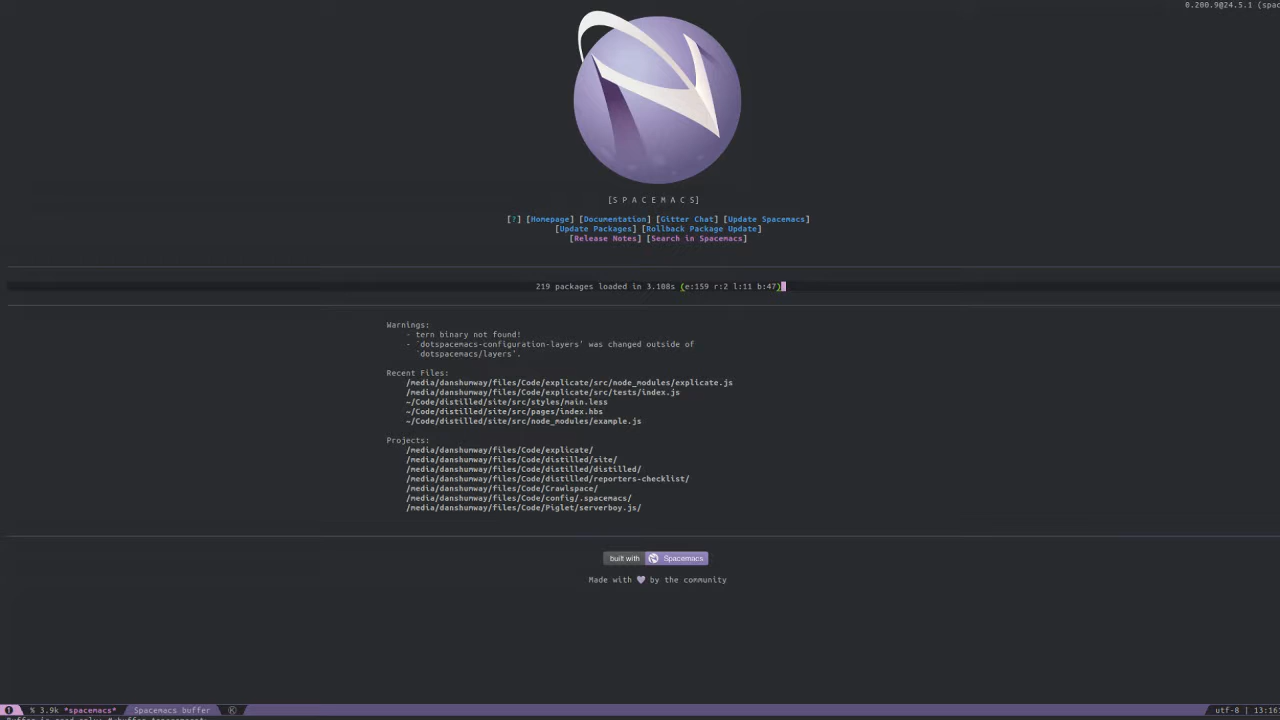 0.200.9@24.5.1 (spac
[S P A C E M A C S]
[?] [Homepage] [Documentation] [Gitter Chat] [Update Spacemacs]
[Update Packages] [Rollback Package Update]
[Release Notes] [Search in Spacemacs]
219 packages loaded in 3.108s (e:159 r:2 l:11 b:47)
Warnings:
- tern binary not found!
- `dotspacemacs-configuration-layers' was changed outside of
`dotspacemacs/layers'.
Recent Files:
/media/danshumway/files/Code/explicate/src/node_modules/explicate.js
/media/danshumway/files/Code/explicate/src/tests/index.js
~/Code/distilled/site/src/styles/main.less
~/Code/distilled/site/src/pages/index.hbs
~/Code/distilled/site/src/node_modules/example.js
Projects:
/media/danshumway/files/Code/explicate/
/media/danshumway/files/Code/distilled/site/
/media/danshumway/files/Code/distilled/distilled/
/media/danshumway/files/Code/distilled/reporters-checklist/
/media/danshumway/files/Code/Crawlspace/
/media/danshumway/files/Code/config/.spacemacs/
/media/danshumway/files/Code/Piglet/serverboy.js/
built with Spacemacs
Made with ♥ by the community
% 3.9k *spacemacs* Spacemacs buffer Ⓚ utf-8 | 13:16